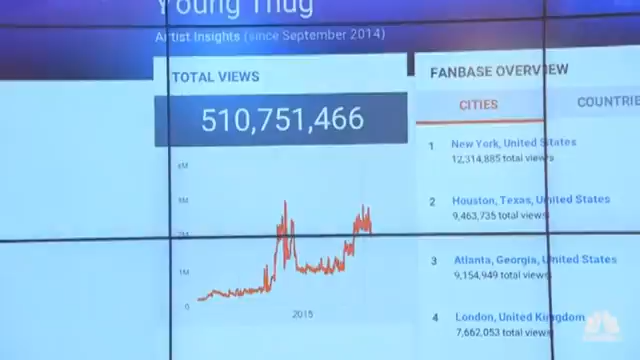 Young Thug
Artist Insights (since September 2014)
TOTAL VIEWS
510,751,466
4M
3M
2M
1M
0
2015
FANBASE OVERVIEW
CITIES
COUNTRIE
1 New York, United States
12,314,885 total views
2 Houston, Texas, United States
9,463,735 total views
3 Atlanta, Georgia, United States
9,154,949 total views
4 London, United Kingdom
7,662,053 total views
CNBC